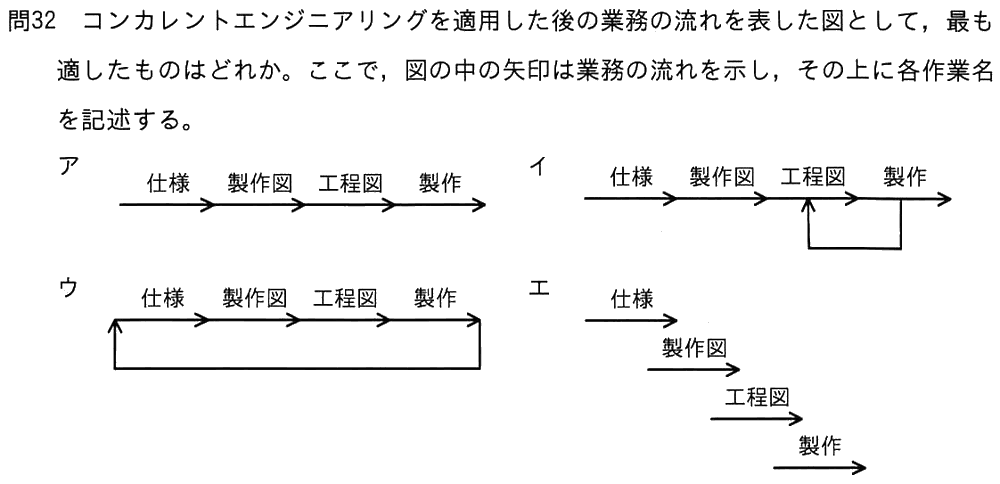 問32 コンカレントエンジニアリングを適用した後の業務の流れを表した図として，最も
適したものはどれか。ここで，図の中の矢印は業務の流れを示し，その上に各作業名
を記述する。
ア
仕様 製作図 工程図 製作
イ
仕様 製作図 工程図 製作
ウ
仕様 製作図 工程図 製作
エ
仕様
製作図
工程図
製作